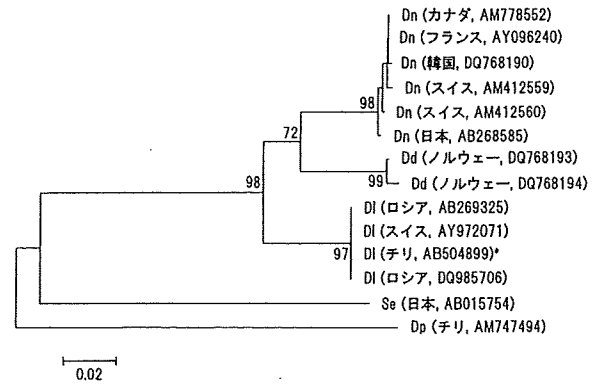 Dn (カナダ, AM778552)
Dn (フランス, AY096240)
Dn (韓国, DQ768190)
Dn (スイス, AM412559)
98
Dn (スイス, AM412560)
72
Dn (日本, AB268585)
Dd (ノルウェー, DQ768193)
98
99
Dd (ノルウェー, DQ768194)
Dl (ロシア, AB269325)
Dl (スイス, AY972071)
97
Dl (チリ, AB504899)*
Dl (ロシア, DQ985706)
Se (日本, AB015754)
Dp (チリ, AM747494)
0.02